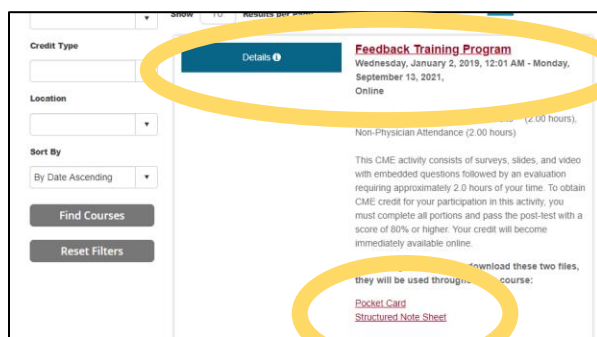 Show 10 Results per
Credit Type
Location
Sort By
By Date Ascending
Find Courses
Reset Filters
Details
Feedback Training Program
Wednesday, January 2, 2019, 12:01 AM - Monday,
September 13, 2021,
Online
(2.00 hours),
Non-Physician Attendance (2.00 hours)
This CME activity consists of surveys, slides, and video
with embedded questions followed by an evaluation
requiring approximately 2.0 hours of your time. To obtain
CME credit for your participation in this activity, you
must complete all portions and pass the post-test with a
score of 80% or higher. Your credit will become
immediately available online.
download these two files,
they will be used course:
Pocket Card
Structured Note Sheet